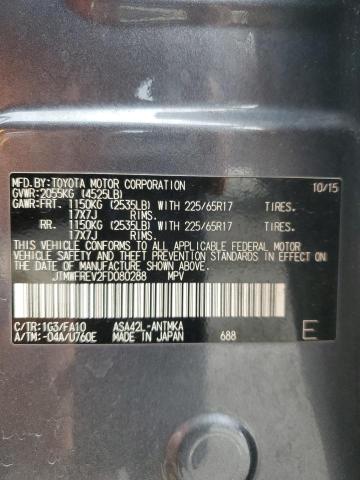 MFD.BY:TOYOTA MOTOR CORPORATION 10/15
GVWR:2055KG (4525LB)
GAWR:FRT. 1150KG (2535LB) WITH 225/65R17 TIRES.
17X7J RIMS.
RR. 1150KG (2535LB) WITH 225/65R17 TIRES.
17X7J RIMS.
THIS VEHICLE CONFORMS TO ALL APPLICABLE FEDERAL MOTOR
VEHICLE SAFETY AND THEFT PREVENTION STANDARDS IN
EFFECT ON THE DATE OF MANUFACTURE SHOWN ABOVE.
JTMWFREV2FD080288 MPV
C/TR:1G3/FA10 ASA42L-ANTMKA
A/TM:-04A/U760E MADE IN JAPAN 688 E